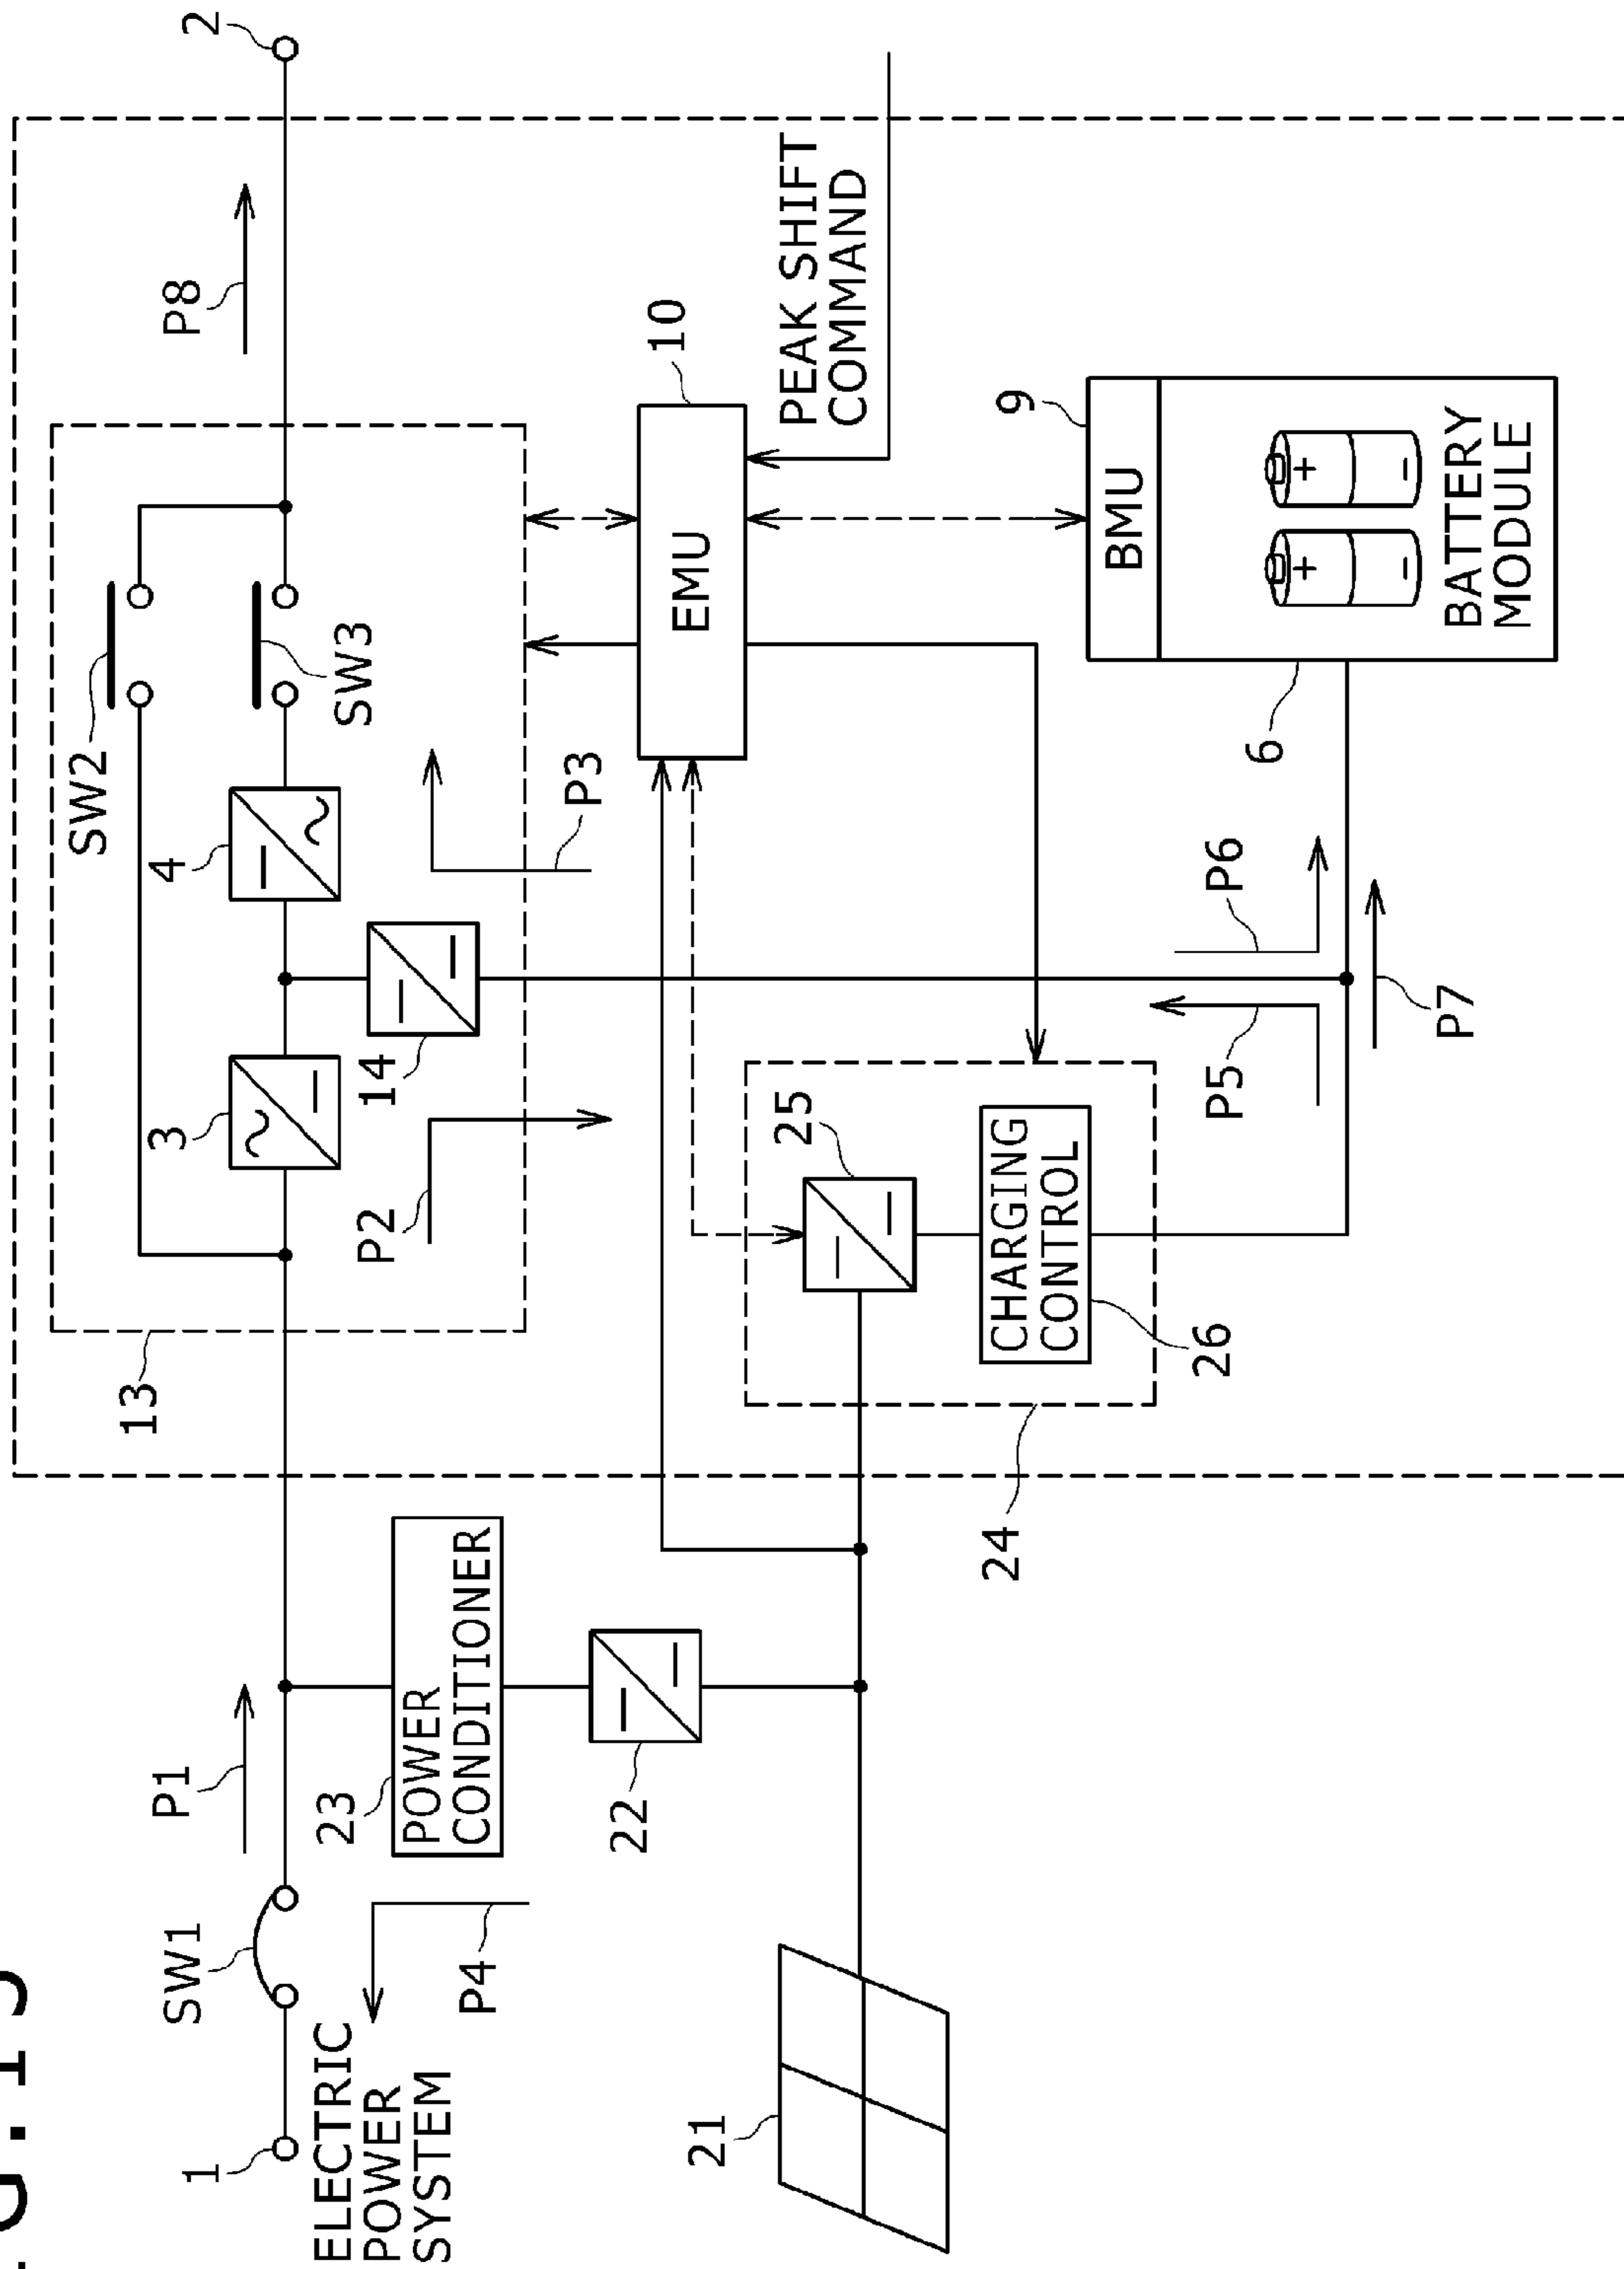 2
P8
PEAK SHIFT
COMMAND
10
EMU
9
BMU
+
+
−
−
BATTERY
MODULE
6
SW2
SW3
4
3
14
P3
P2
13
P6
P5
P7
25
CHARGING
CONTROL
26
24
P1
23
POWER
CONDITIONER
22
SW1
P4
1
ELECTRIC
POWER
SYSTEM
21